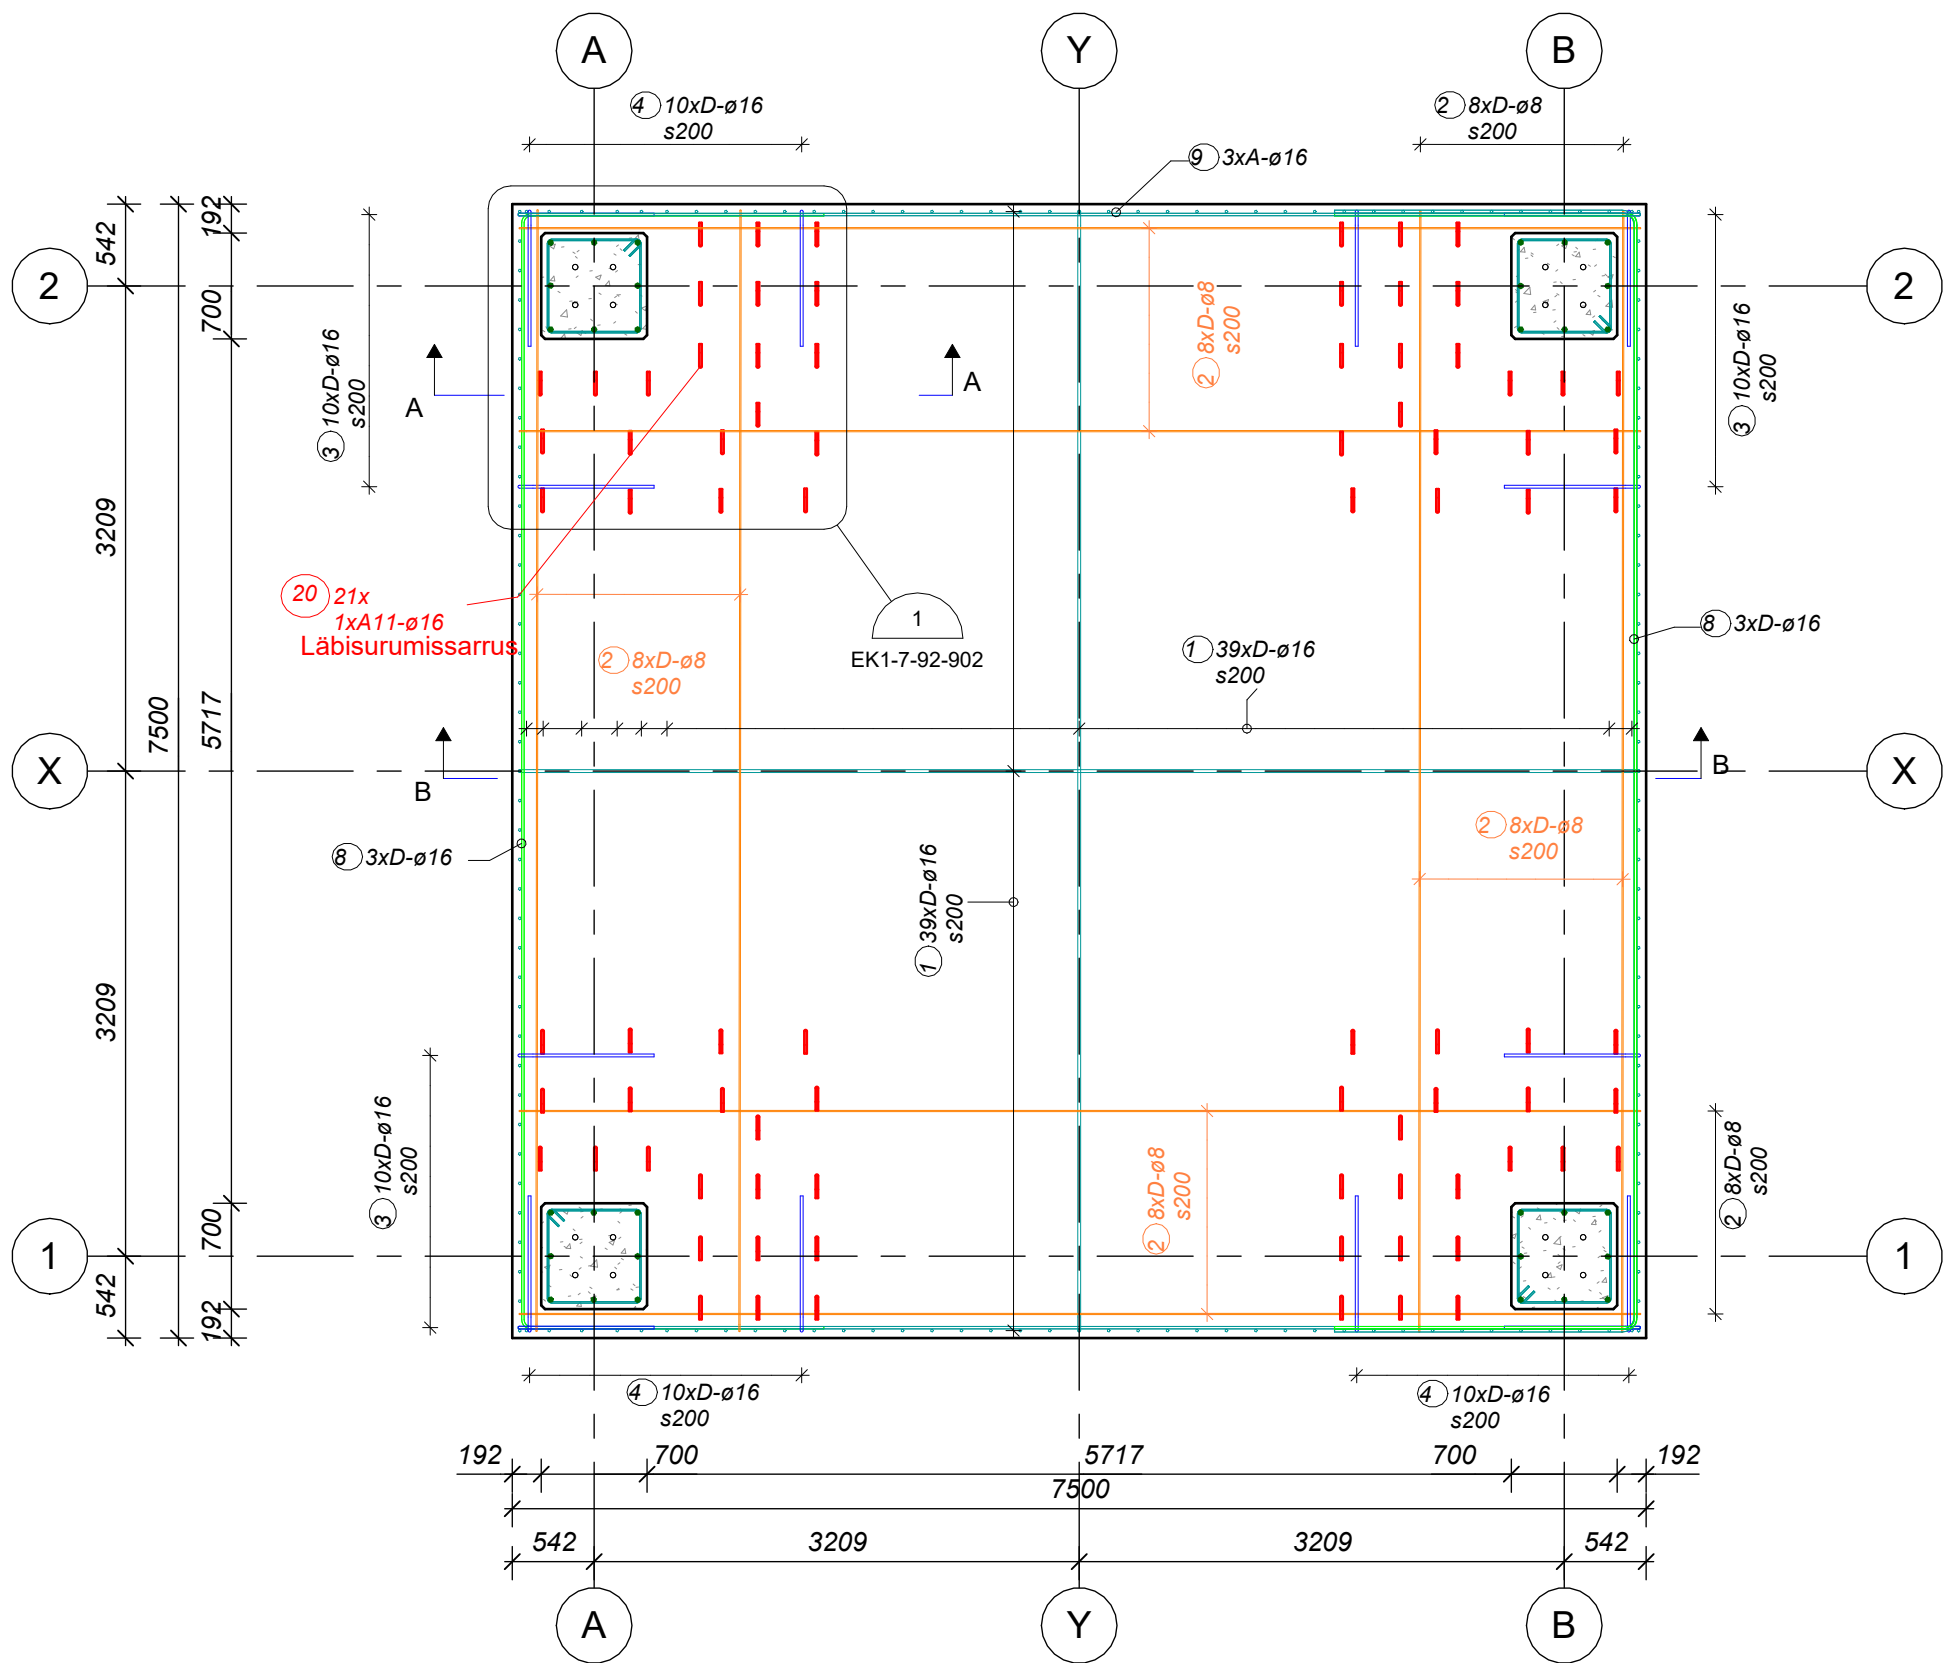 A
Y
B
4 10xD-ø16
s200
2 8xD-ø8
s200
9 3xA-ø16
542
192
7500
2
700
3 10xD-ø16
s200
A
A
2 8xD-ø8
s200
2
3 10xD-ø16
s200
3209
5717
20 21x
1xA11-ø16
Läbisurumissarrus
2 8xD-ø8
s200
1
EK1-7-92-902
1 39xD-ø16
s200
8 3xD-ø16
X
B
B
X
8 3xD-ø16
1 39xD-ø16
s200
2 8xD-ø8
s200
3209
3 10xD-ø16
s200
2 8xD-ø8
s200
2 8xD-ø8
s200
700
1
1
542
192
4 10xD-ø16
s200
4 10xD-ø16
s200
192 700 5717 700 192
7500
542 3209 3209 542
A
Y
B